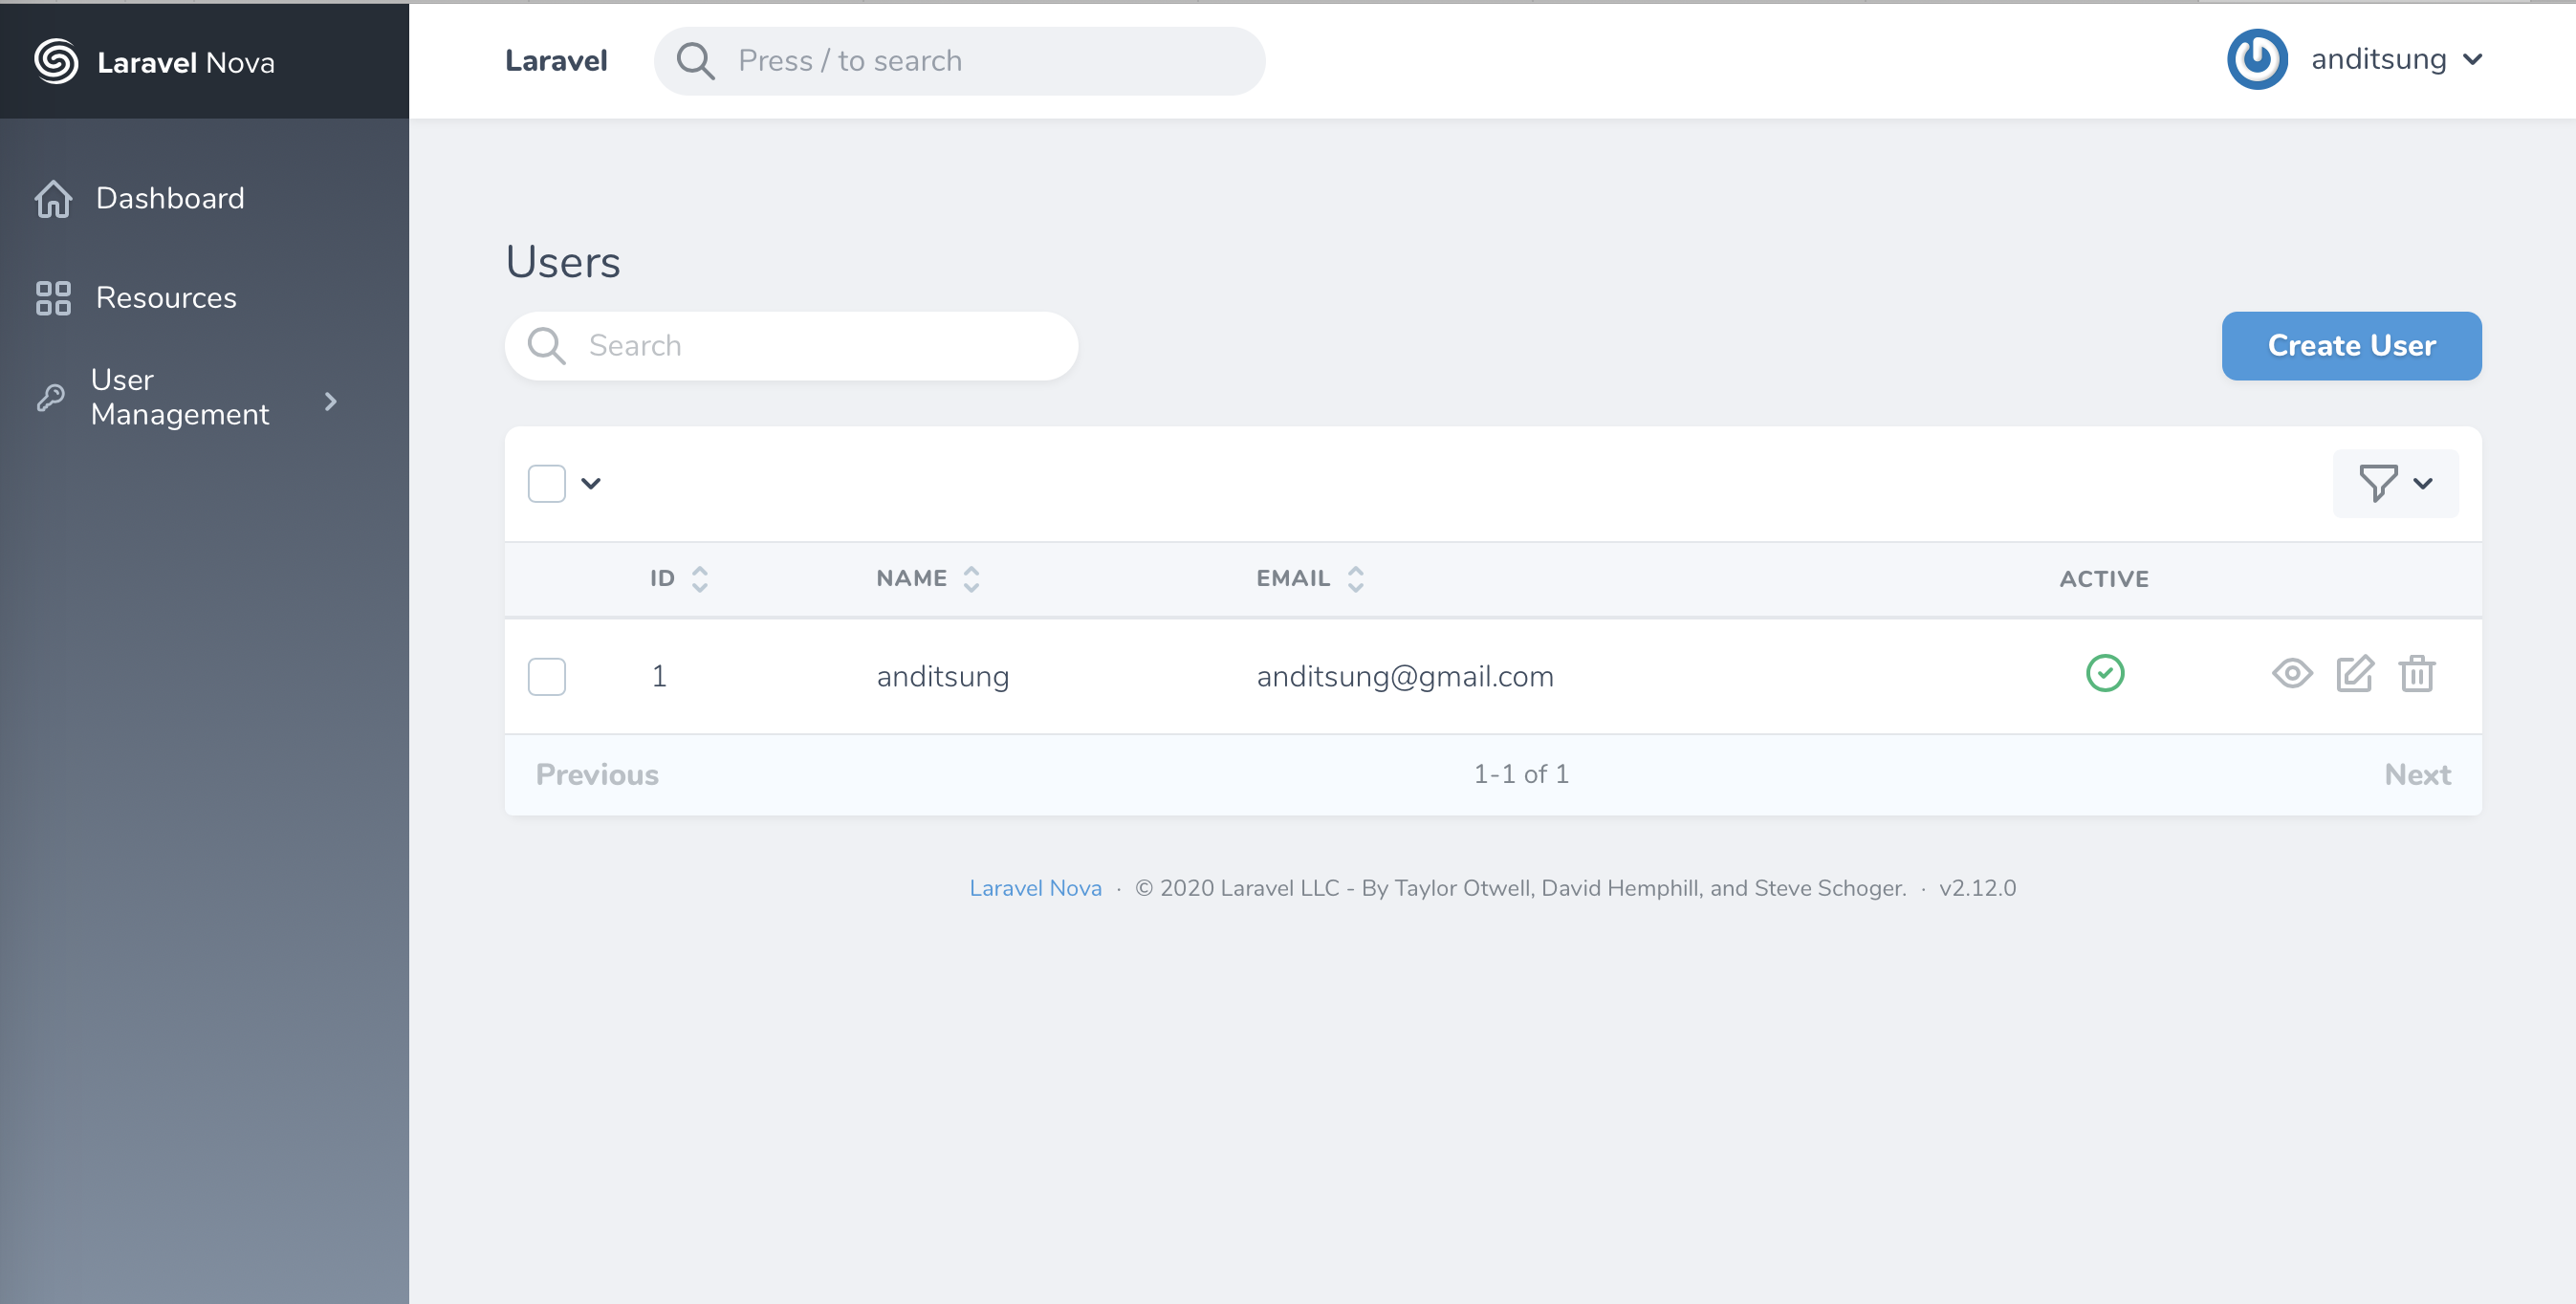 Laravel Nova
Dashboard
Resources
User
Management
Laravel
Press / to search
anditsung
Users
Search
Create User
ID NAME EMAIL ACTIVE
1 anditsung anditsung@gmail.com
Previous 1-1 of 1 Next
Laravel Nova · © 2020 Laravel LLC - By Taylor Otwell, David Hemphill, and Steve Schoger. · v2.12.0